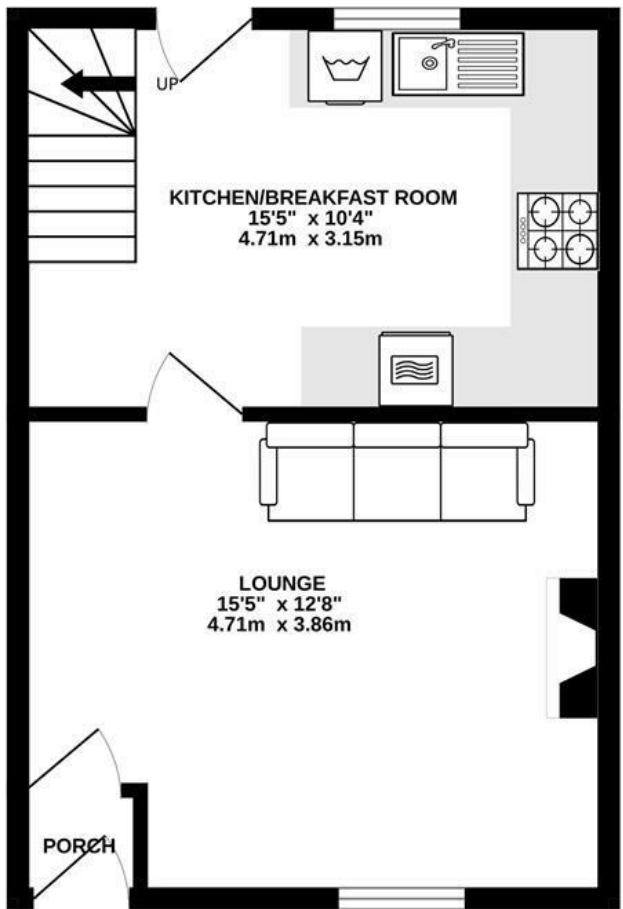 UP
KITCHEN/BREAKFAST ROOM
15'5" x 10'4"
4.71m x 3.15m
LOUNGE
15'5" x 12'8"
4.71m x 3.86m
PORCH